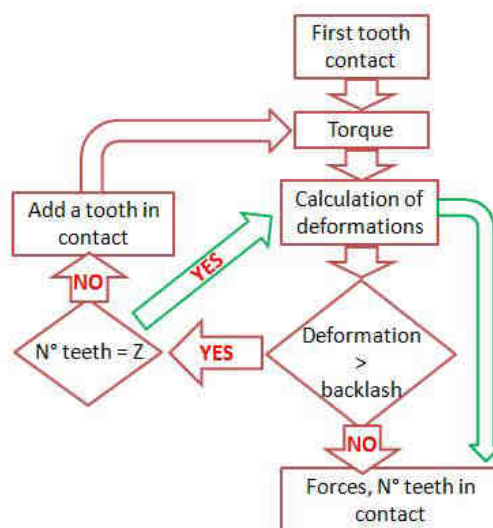 First tooth
contact
Torque
Calculation of
deformations
Add a tooth in
contact
NO
YES
N° teeth = Z
YES
Deformation
>
backlash
NO
Forces, N° teeth in
contact